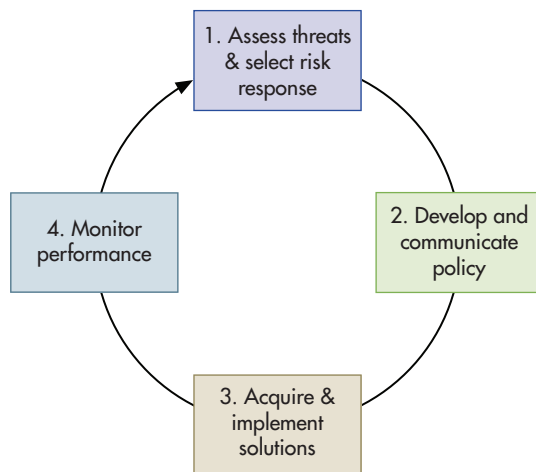 1. Assess threats
& select risk
response
2. Develop and
communicate
policy
3. Acquire &
implement
solutions
4. Monitor
performance